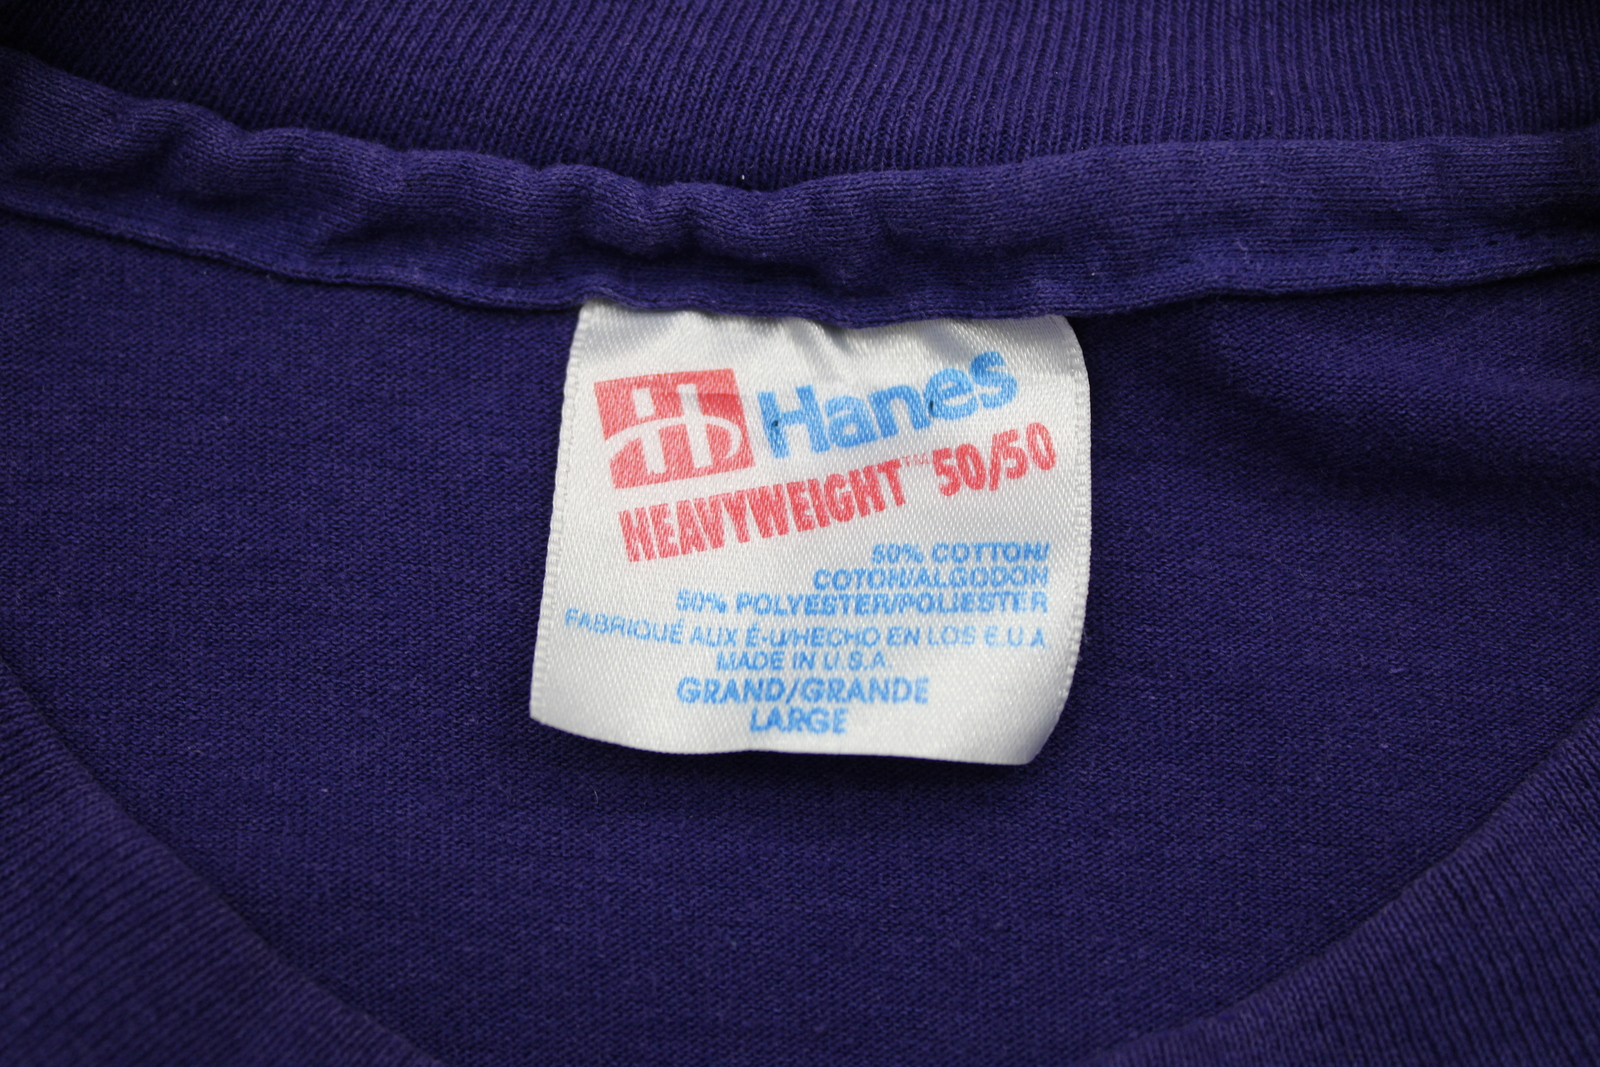 Hanes
HEAVYWEIGHT™ 50/50
50% COTTON/
COTON/ALGODON
50% POLYESTER/POLIESTER
FABRIQUÉ AUX É-U/HECHO EN LOS E.U.A
MADE IN U.S.A.
GRAND/GRANDE
LARGE